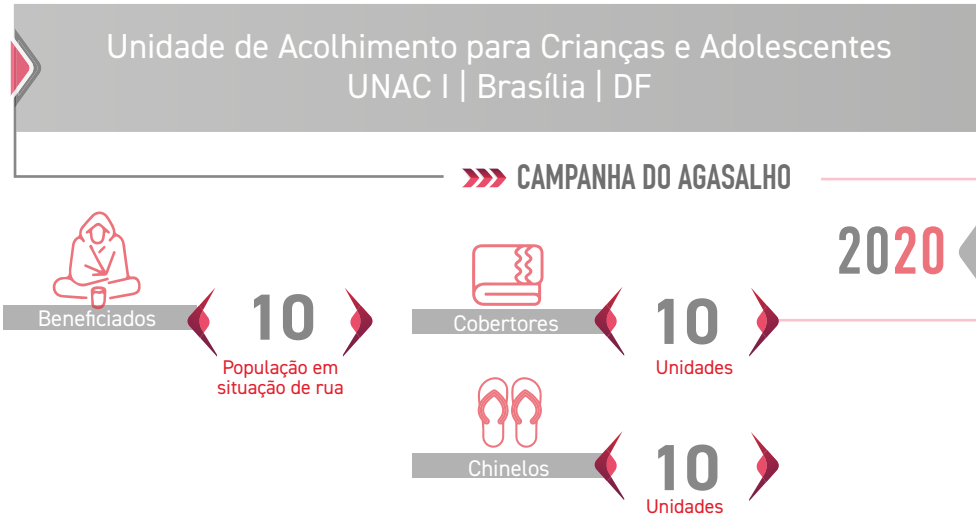 Unidade de Acolhimento para Crianças e Adolescentes
UNAC I | Brasília | DF
CAMPANHA DO AGASALHO
2020
Beneficiados
10
População em
situação de rua
Cobertores
10
Unidades
Chinelos
10
Unidades